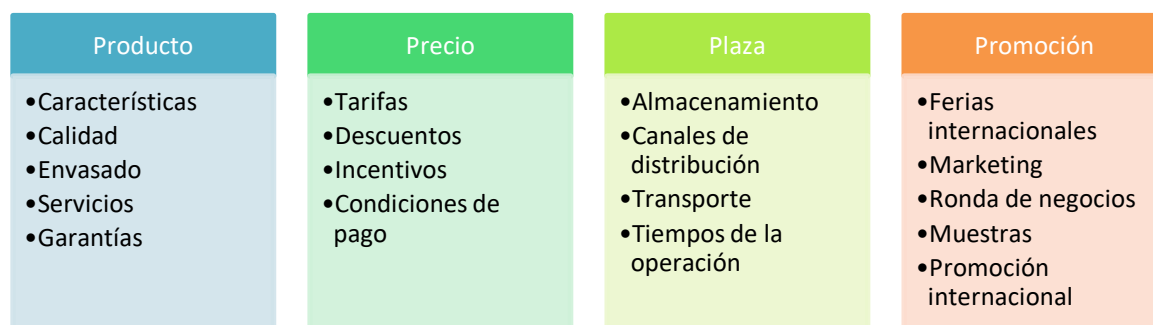 Producto
•Características
•Calidad
•Envasado
•Servicios
•Garantías
Precio
•Tarifas
•Descuentos
•Incentivos
•Condiciones de
pago
Plaza
•Almacenamiento
•Canales de
distribución
•Transporte
•Tiempos de la
operación
Promoción
•Ferias
internacionales
•Marketing
•Ronda de negocios
•Muestras
•Promoción
internacional